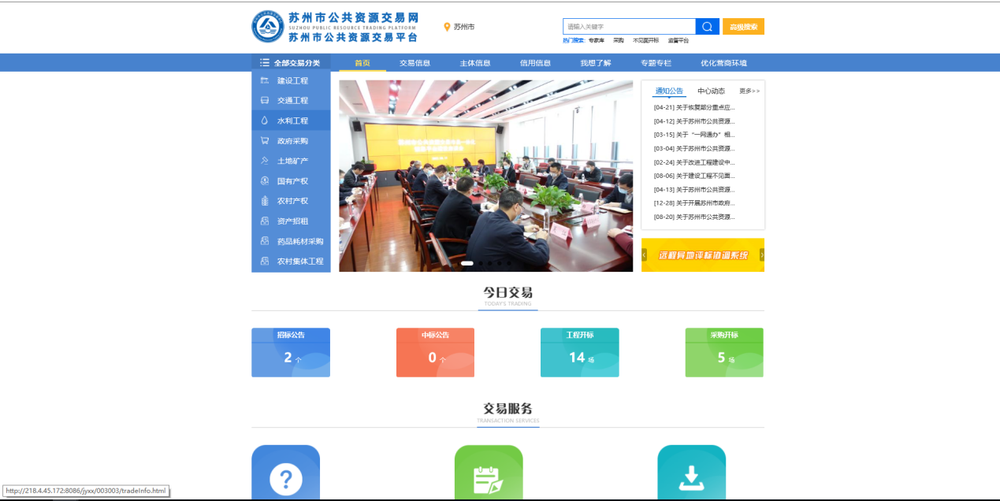 苏州市公共资源交易网
SUZHOU PUBLIC RESOURCE TRADING PLATFORM
苏州市公共资源交易平台
苏州市
请输入关键字
高级搜索
热门搜索: 专家库 采购 不见面开标 监督平台
全部交易分类 首页 交易信息 主体信息 信用信息 我想了解 专题专栏 优化营商环境
建设工程
交通工程
水利工程
政府采购
土地矿产
国有产权
农村产权
资产招租
药品耗材采购
农村集体工程
通知公告 中心动态 更多>>
[04-21] 关于恢复部分重点应...
[04-12] 关于苏州市公共资源...
[03-15] 关于“一网通办”相...
[03-04] 关于苏州市公共资源...
[02-24] 关于改进工程建设中...
[08-06] 关于建设工程不见面...
[04-13] 关于苏州市公共资源...
[12-28] 关于开展苏州市政府...
[08-20] 关于苏州市公共资源...
远程异地评标协调系统
今日交易
TODAY'S TRADING
招标公告 中标公告 工程开标 采购开标
2 个 0 个 14 场 5 场
交易服务
TRANSACTION SERVICES
http://218.4.45.172:8086/jyxx/003003/tradeInfo.html